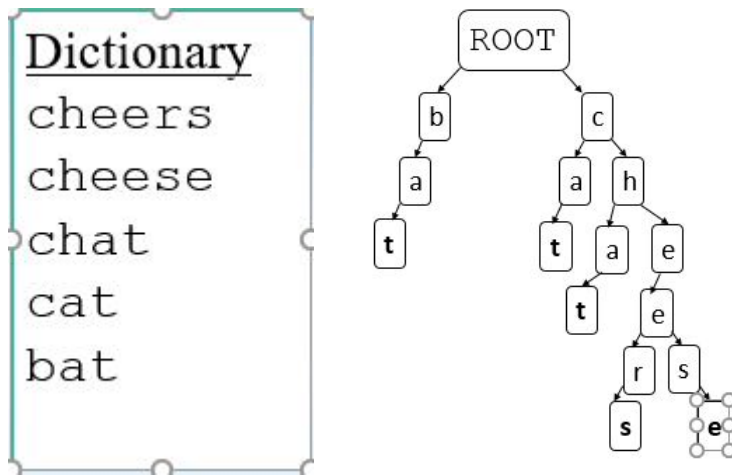 Dictionary
cheers
cheese
chat
cat
bat
ROOT
b c
a a h
t t a e
t e
r s
s e